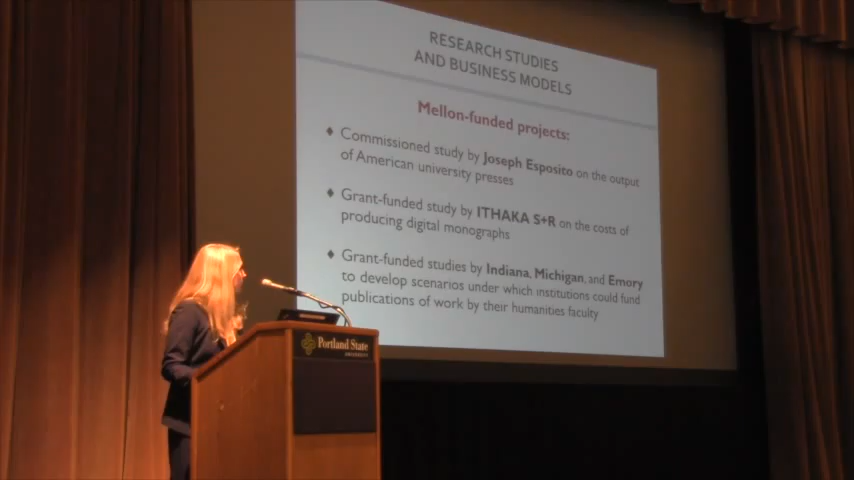 RESEARCH STUDIES
AND BUSINESS MODELS
Mellon-funded projects:
♦ Commissioned study by Joseph Esposito on the output
of American university presses
♦ Grant-funded study by ITHAKA S+R on the costs of
producing digital monographs
♦ Grant-funded studies by Indiana, Michigan, and Emory
to develop scenarios under which institutions could fund
publications of work by their humanities faculty
Portland State
UNIVERSITY